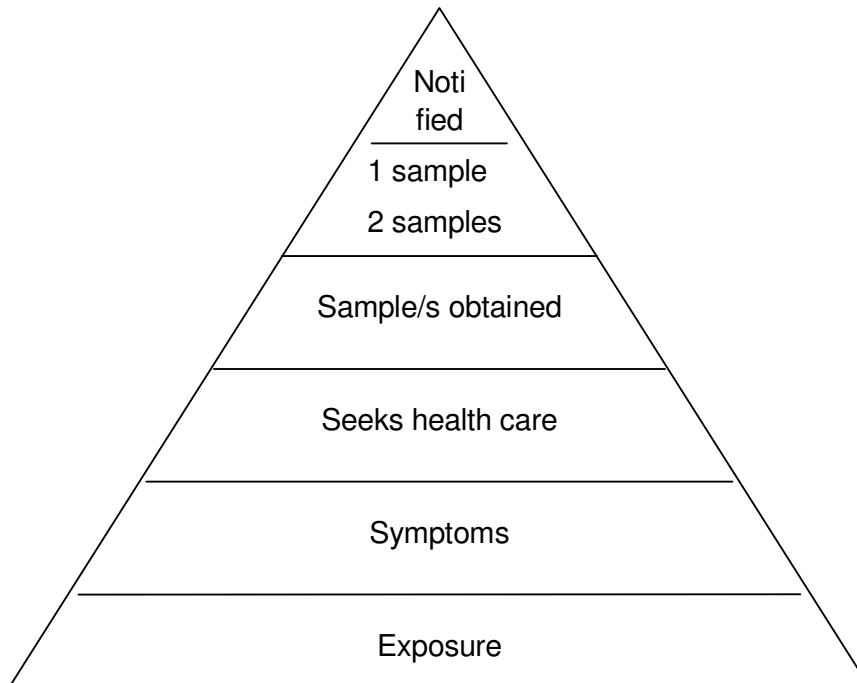 Noti
fied
1 sample
2 samples
Sample/s obtained
Seeks health care
Symptoms
Exposure